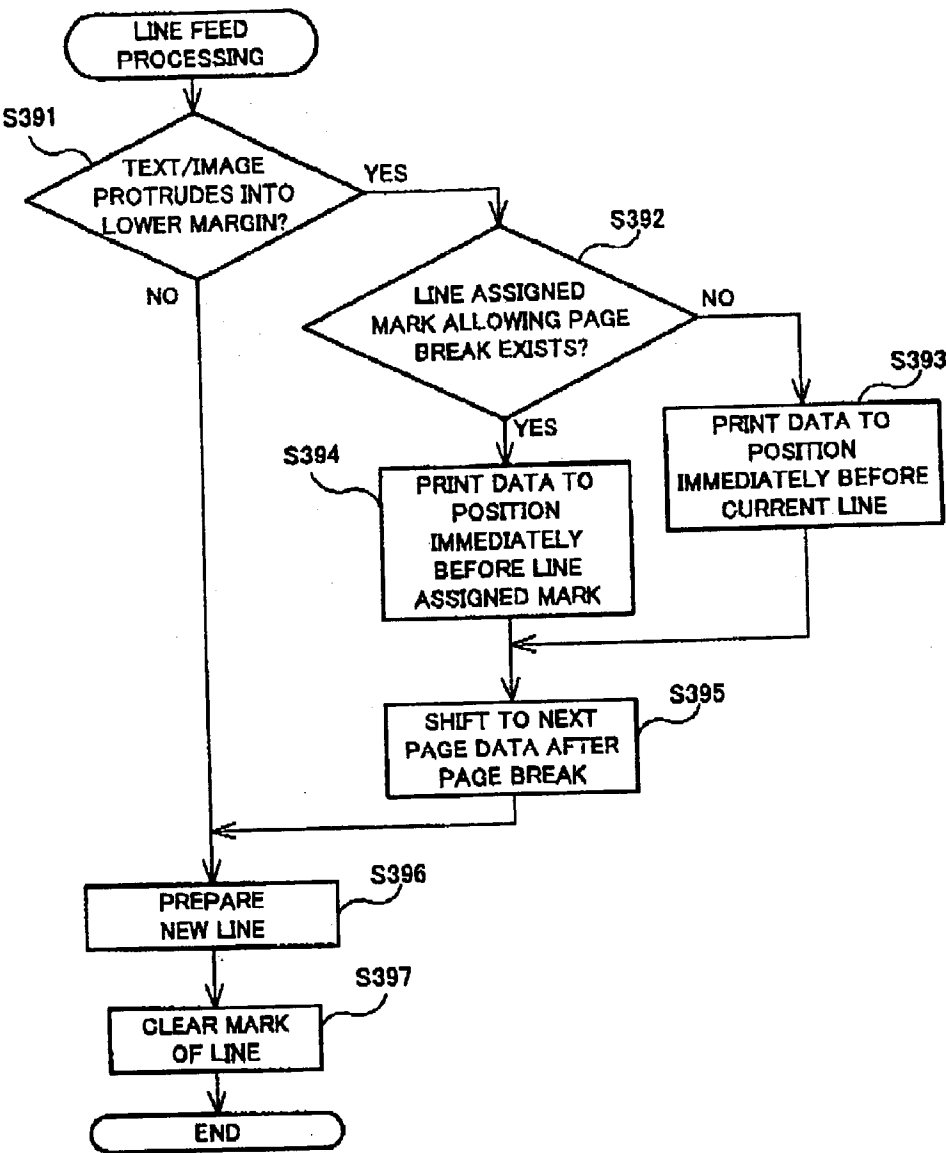 LINE FEED
PROCESSING
S391
TEXT/IMAGE
PROTRUDES INTO
LOWER MARGIN?
YES
NO
S392
LINE ASSIGNED
MARK ALLOWING PAGE
BREAK EXISTS?
NO
YES
S393
PRINT DATA TO
POSITION
IMMEDIATELY BEFORE
CURRENT LINE
S394
PRINT DATA TO
POSITION
IMMEDIATELY
BEFORE LINE
ASSIGNED MARK
S395
SHIFT TO NEXT
PAGE DATA AFTER
PAGE BREAK
S396
PREPARE
NEW LINE
S397
CLEAR MARK
OF LINE
END